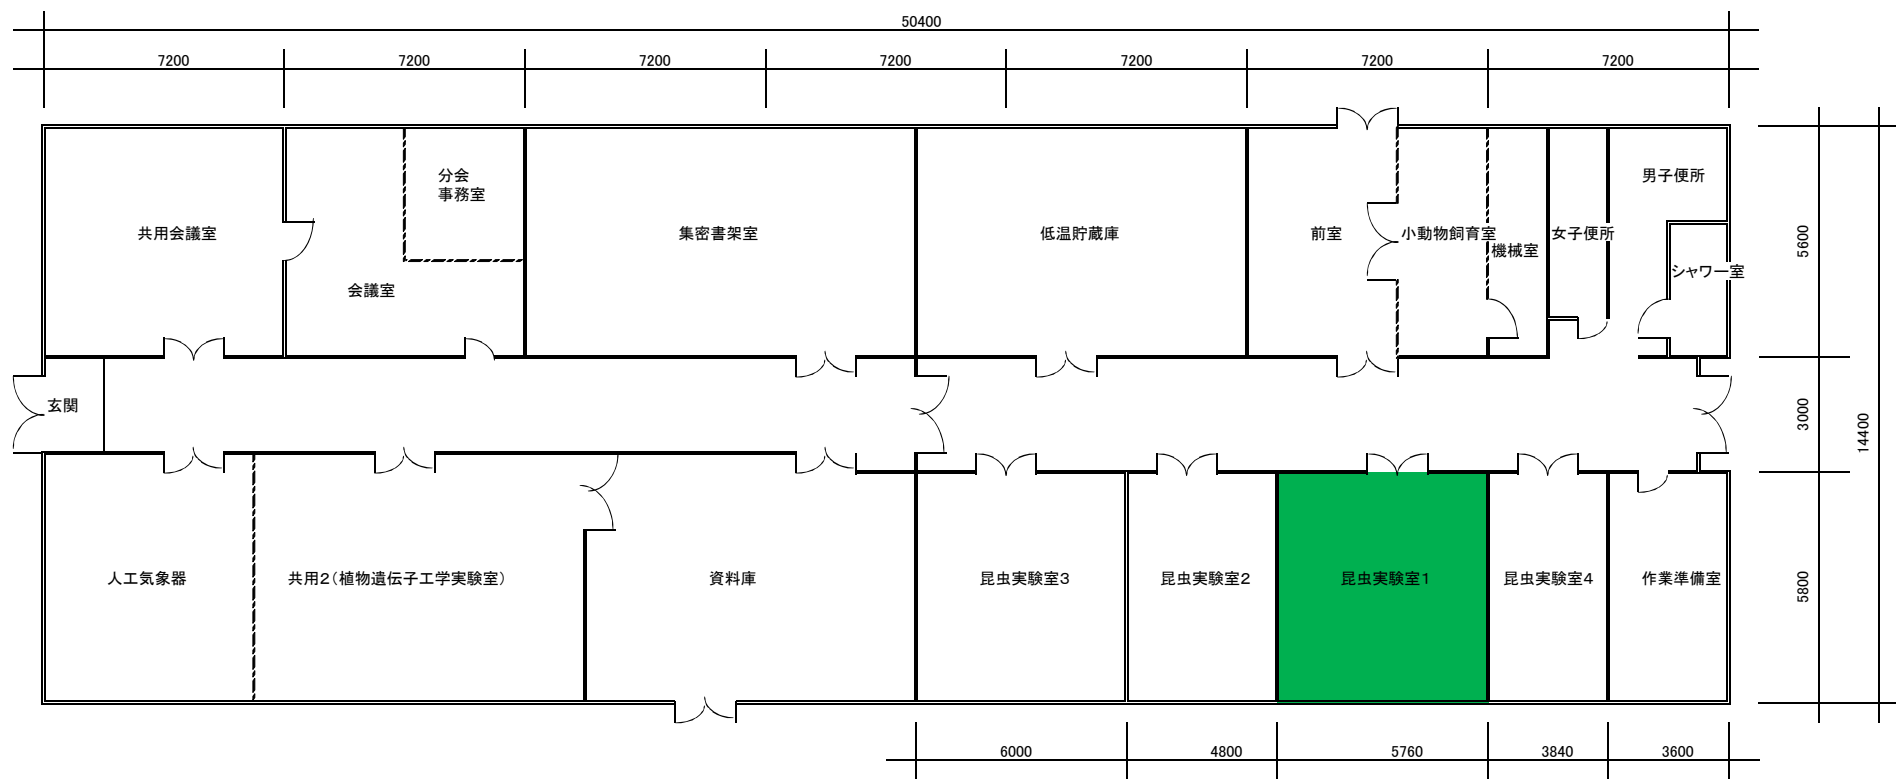 50400
7200
7200
7200
7200
7200
7200
7200
分会
事務室
男子便所
共用会議室
集密書架室
低温貯蔵庫
前室
小動物飼育室
女子便所
機械室
シャワー室
会議室
5600
玄関
3000
14400
人工気象器
共用2(植物遺伝子工学実験室)
資料庫
昆虫実験室3
昆虫実験室2
昆虫実験室1
昆虫実験室4
作業準備室
5800
6000
4800
5760
3840
3600